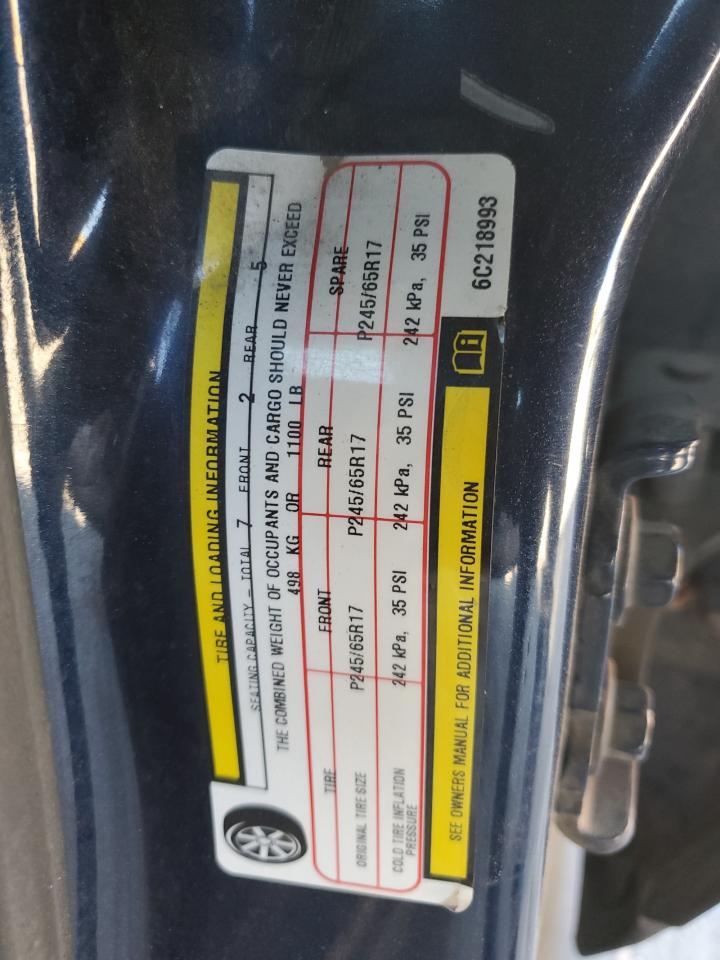 TIRE AND LOADING INFORMATION
SEATING CAPACITY - TOTAL 7 FRONT 2 REAR 5
THE COMBINED WEIGHT OF OCCUPANTS AND CARGO SHOULD NEVER EXCEED
498 KG OR 1100 LB
TIRE FRONT REAR SPARE
ORIGINAL TIRE SIZE P245/65R17 P245/65R17 P245/65R17
COLD TIRE INFLATION PRESSURE 242 kPa, 35 PSI 242 kPa, 35 PSI 242 kPa, 35 PSI
SEE OWNERS MANUAL FOR ADDITIONAL INFORMATION
6C218993